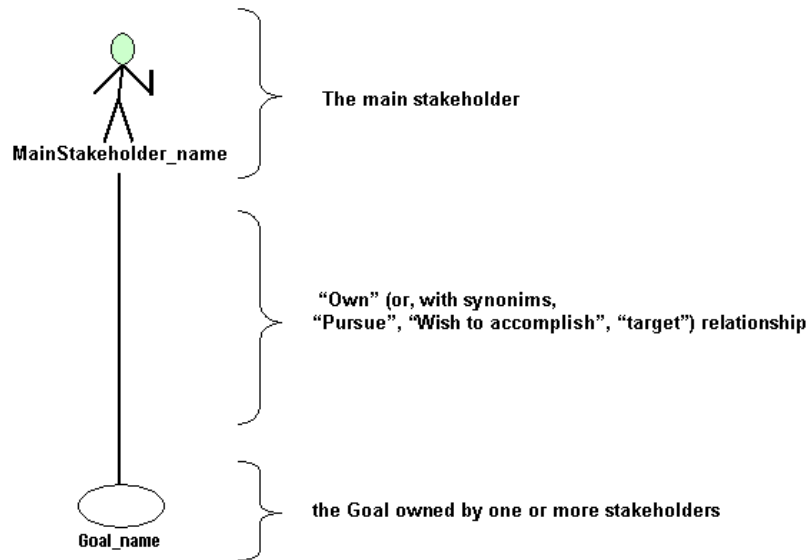 The main stakeholder
MainStakeholder_name
“Own” (or, with synonims,
“Pursue”, “Wish to accomplish”, “target”) relationship
the Goal owned by one or more stakeholders
Goal_name